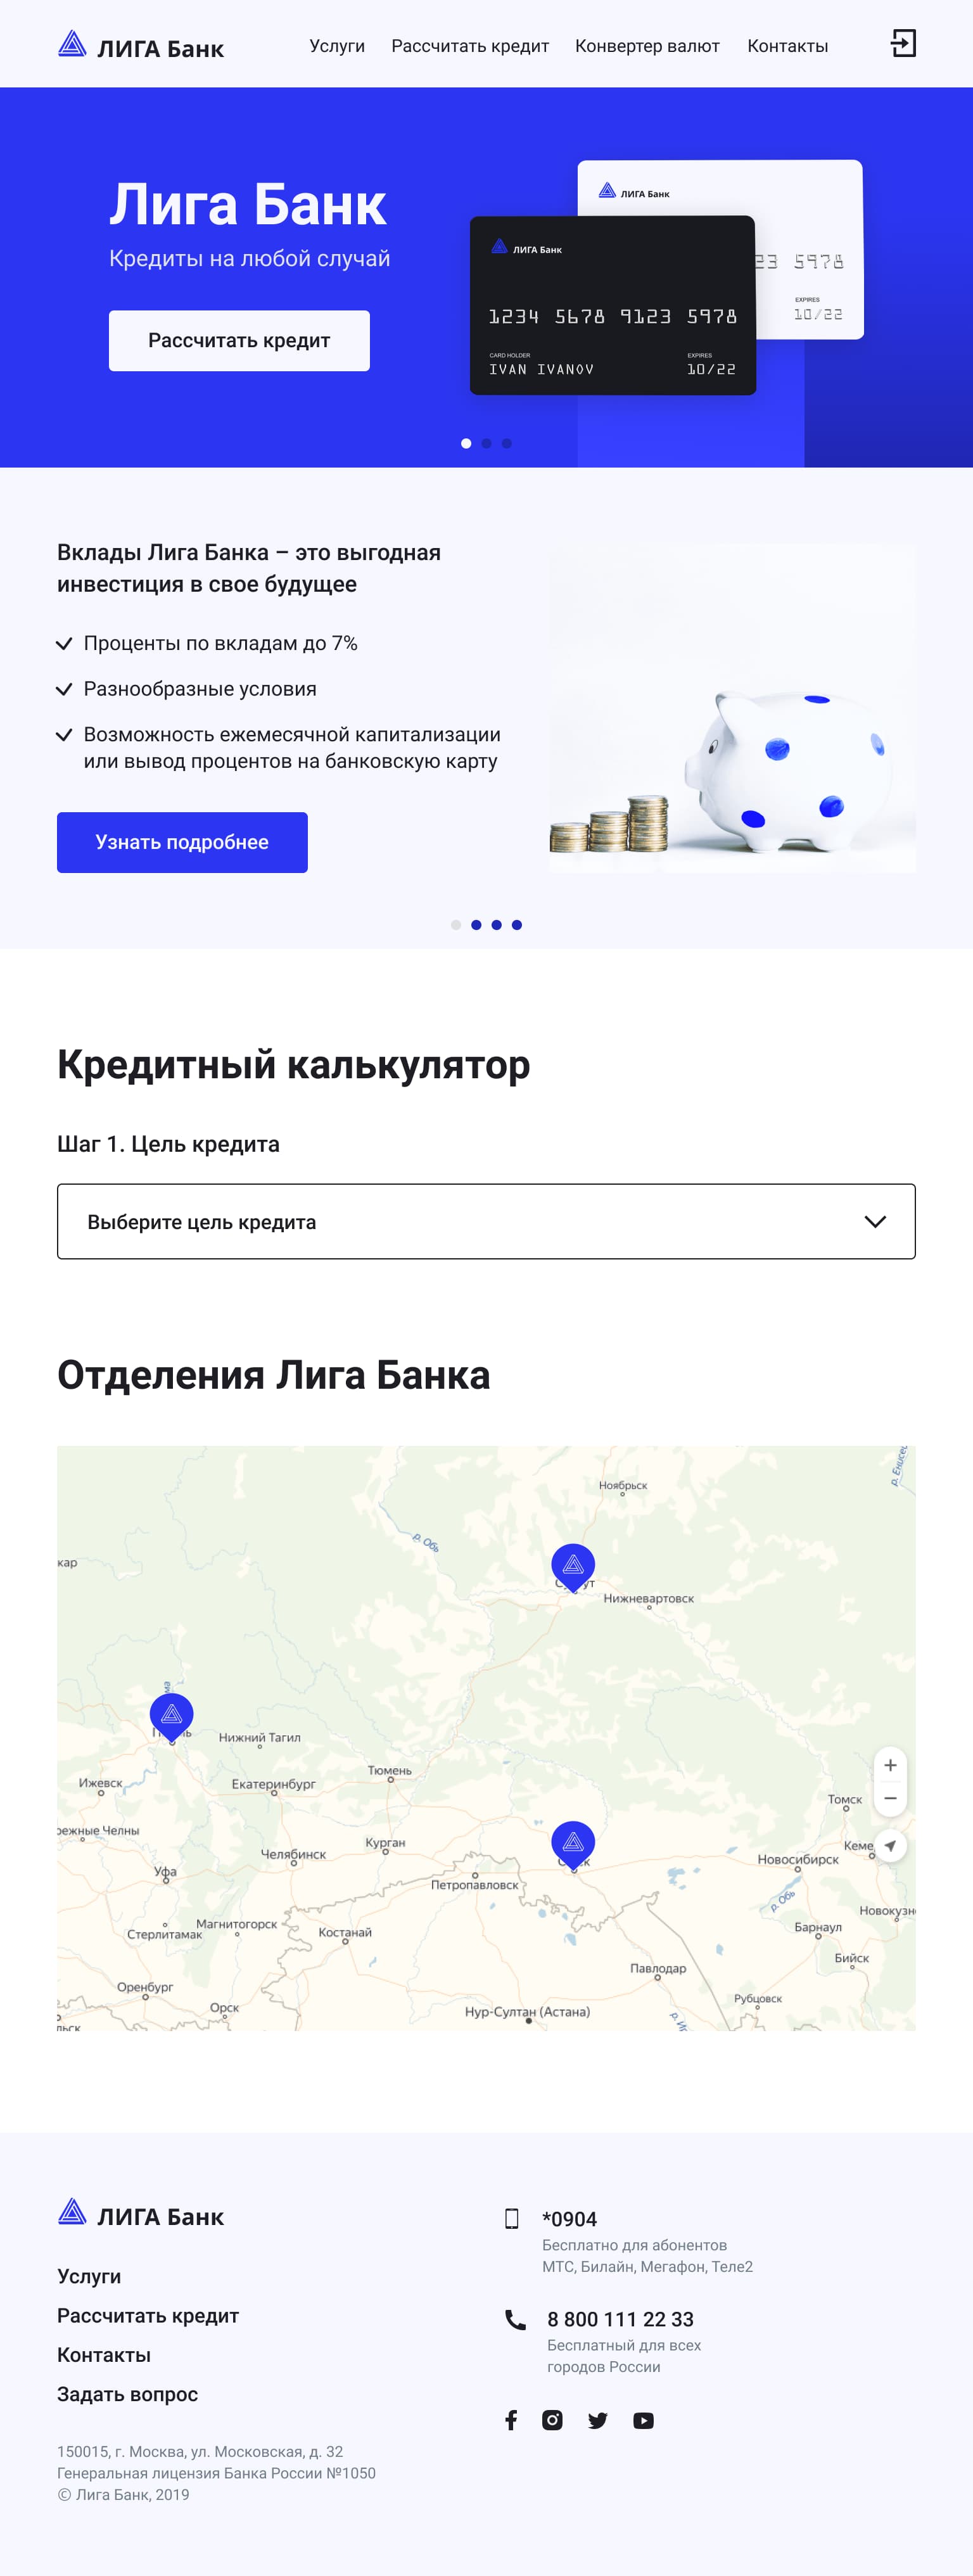 ЛИГА Банк
Услуги
Рассчитать кредит
Конвертер валют
Контакты
Лига Банк
Кредиты на любой случай
Рассчитать кредит
ЛИГА Банк
23 5978
EXPIRES
10/22
ЛИГА Банк
1234 5678 9123 5978
CARD HOLDER
EXPIRES
IVAN IVANOV
10/22
Вклады Лига Банка – это выгодная
инвестиция в свое будущее
Проценты по вкладам до 7%
Разнообразные условия
Возможность ежемесячной капитализации
или вывод процентов на банковскую карту
Узнать подробнее
Кредитный калькулятор
Шаг 1. Цель кредита
Выберите цель кредита
Отделения Лига Банка
р. Енисе
Ноябрьск
р. Обь
кар
Нижневартовск
Нижний Тагил
Тюмень
Ижевск
Екатеринбург
Томск
режные Челны
Курган
Кеме
Челябинск
Новосибирск
Уфа
Петропавловск
р. Обь
Новокузн
Магнитогорск
Барнаул
Стерлитамак
Костанай
Бийск
Павлодар
Оренбург
Рубцовск
Орск
Нур-Султан (Астана)
р. Ир
льск
ЛИГА Банк
Услуги
Рассчитать кредит
Контакты
Задать вопрос
150015, г. Москва, ул. Московская, д. 32
Генеральная лицензия Банка России №1050
© Лига Банк, 2019
*0904
Бесплатно для абонентов
МТС, Билайн, Мегафон, Теле2
8 800 111 22 33
Бесплатный для всех
городов России